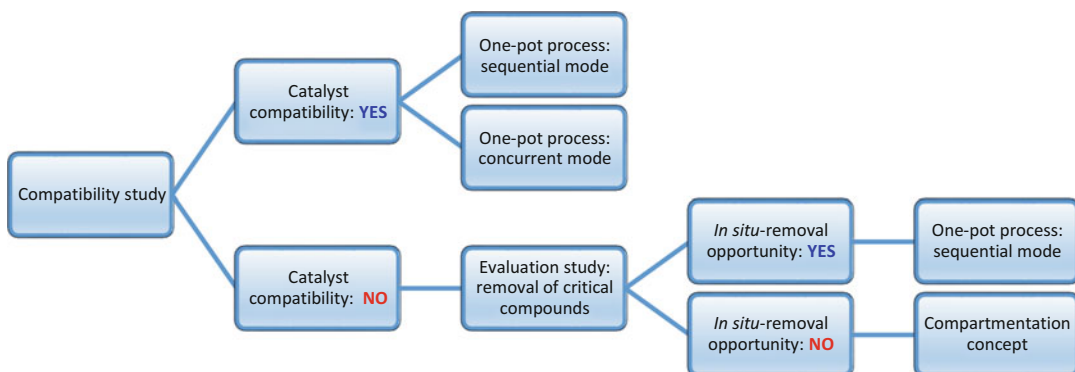 Compatibility study
Catalyst
compatibility: YES
One-pot process:
sequential mode
One-pot process:
concurrent mode
Catalyst
compatibility: NO
Evaluation study:
removal of critical
compounds
In situ-removal
opportunity: YES
One-pot process:
sequential mode
In situ-removal
opportunity: NO
Compartmentation
concept